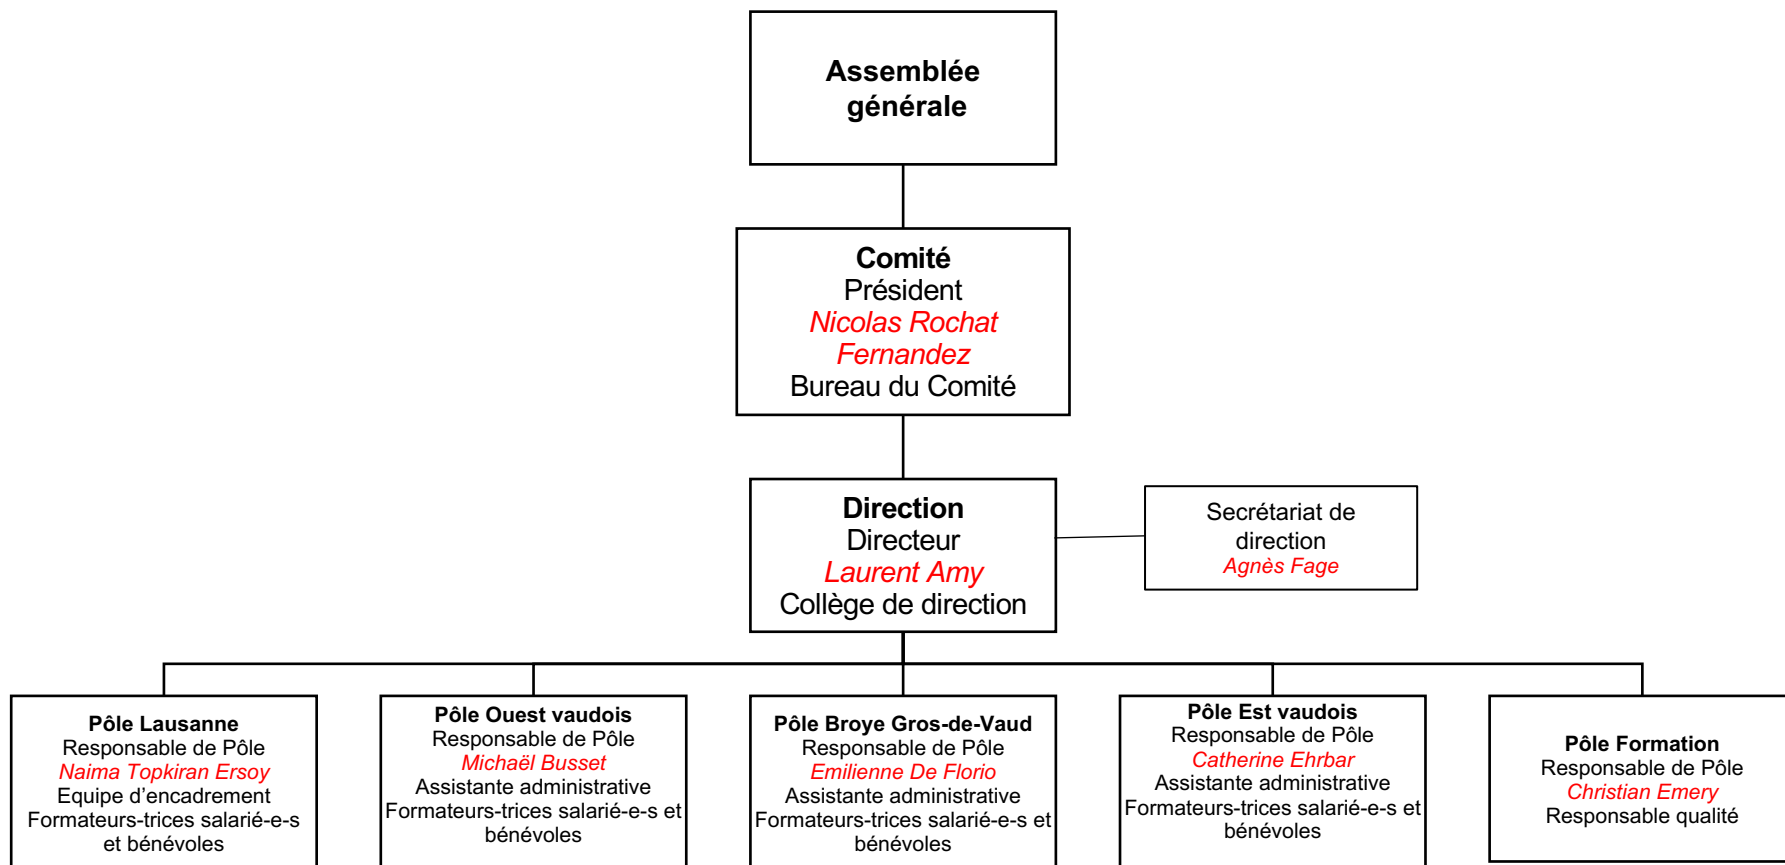 Assemblée
générale
Comité
Président
Nicolas Rochat
Fernandez
Bureau du Comité
Direction
Directeur
Laurent Amy
Collège de direction
Secrétariat de
direction
Agnès Fage
Pôle Lausanne
Responsable de Pôle
Naima Topkiran Ersoy
Equipe d’encadrement
Formateurs-trices salarié-e-s
et bénévoles
Pôle Ouest vaudois
Responsable de Pôle
Michaël Busset
Assistante administrative
Formateurs-trices salarié-e-s et
bénévoles
Pôle Broye Gros-de-Vaud
Responsable de Pôle
Emilienne De Florio
Assistante administrative
Formateurs-trices salarié-e-s et
bénévoles
Pôle Est vaudois
Responsable de Pôle
Catherine Ehrbar
Assistante administrative
Formateurs-trices salarié-e-s et
bénévoles
Pôle Formation
Responsable de Pôle
Christian Emery
Responsable qualité